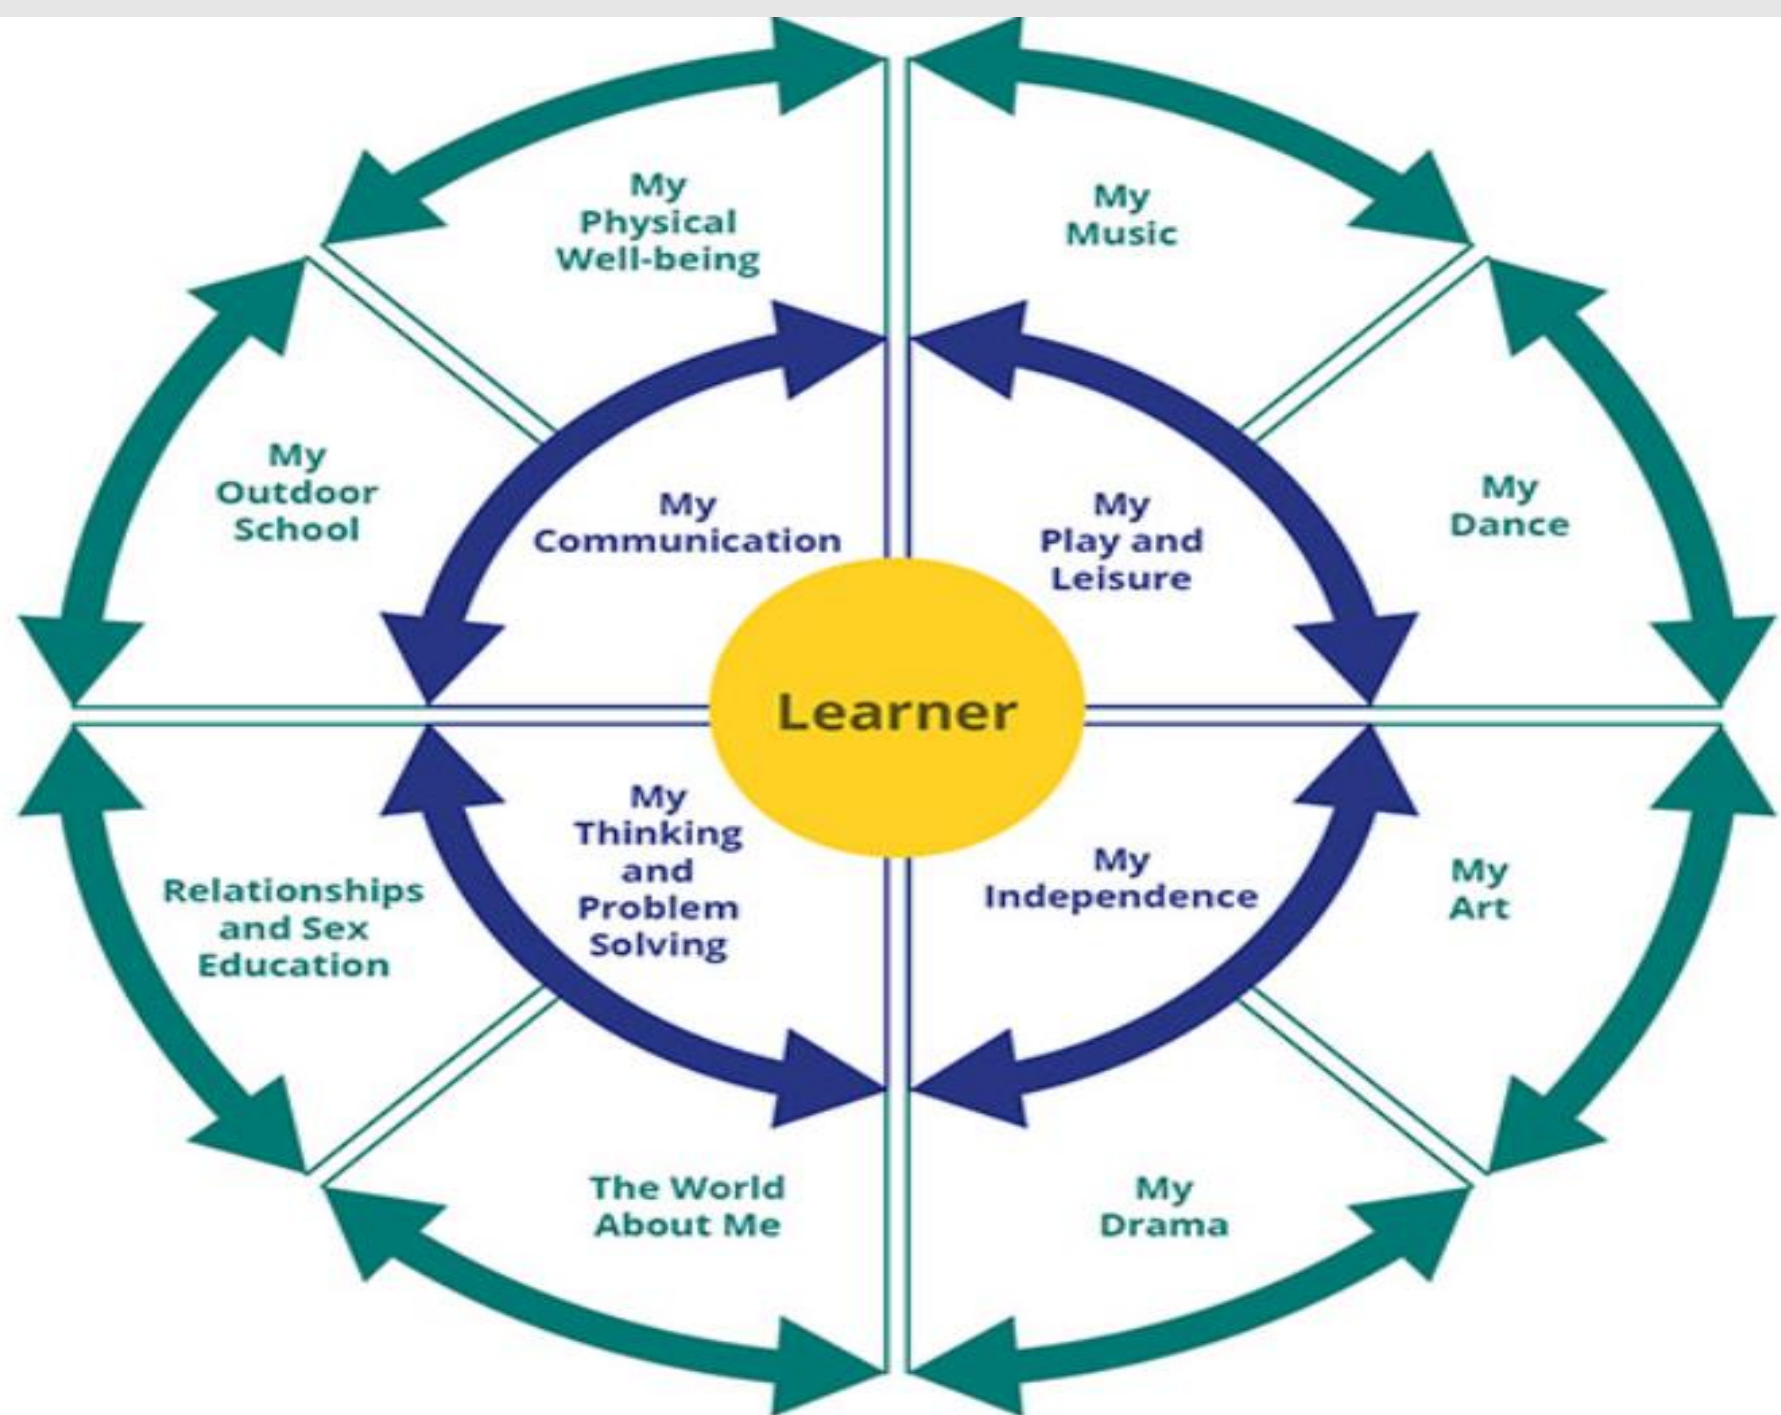 My
Physical
Well-being
My
Music
My
Outdoor
School
My
Communication
My
Play and
Leisure
My
Dance
Learner
Relationships
and Sex
Education
My
Thinking
and
Problem
Solving
My
Independence
My
Art
The World
About Me
My
Drama